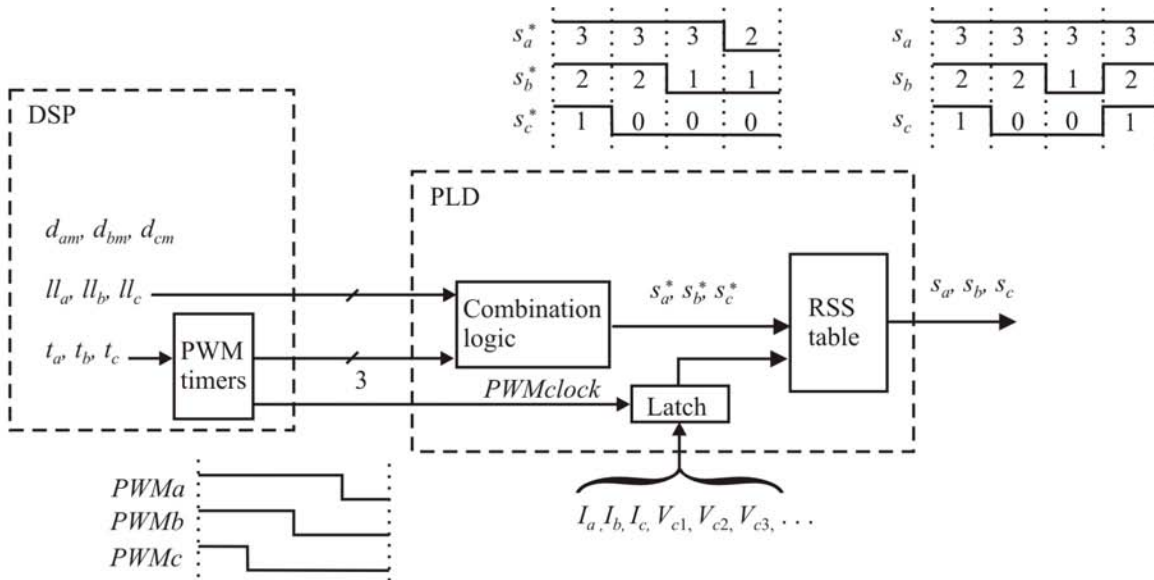 s_a^* 3 3 3 2
s_b^* 2 2 1 1
s_c^* 1 0 0 0
s_a 3 3 3 3
s_b 2 2 1 2
s_c 1 0 0 1
DSP
d_am, d_bm, d_cm
ll_a, ll_b, ll_c
t_a, t_b, t_c
PWM
timers
3
PLD
Combination
logic
s_a^*, s_b^*, s_c^*
PWMclock
Latch
RSS
table
s_a, s_b, s_c
PWMa
PWMb
PWMc
I_a, I_b, I_c, V_c1, V_c2, V_c3, . . .